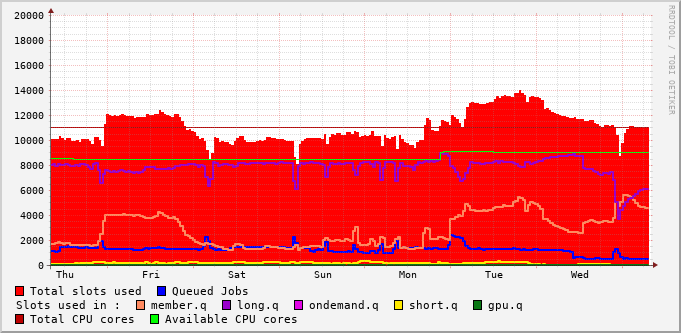 20000
18000
16000
14000
12000
10000
8000
6000
4000
2000
0
Thu Fri Sat Sun Mon Tue Wed
Total slots used Queued Jobs
Slots used in : member.q long.q ondemand.q short.q gpu.q
Total CPU cores Available CPU cores
RRDTOOL / TOBI OETIKER